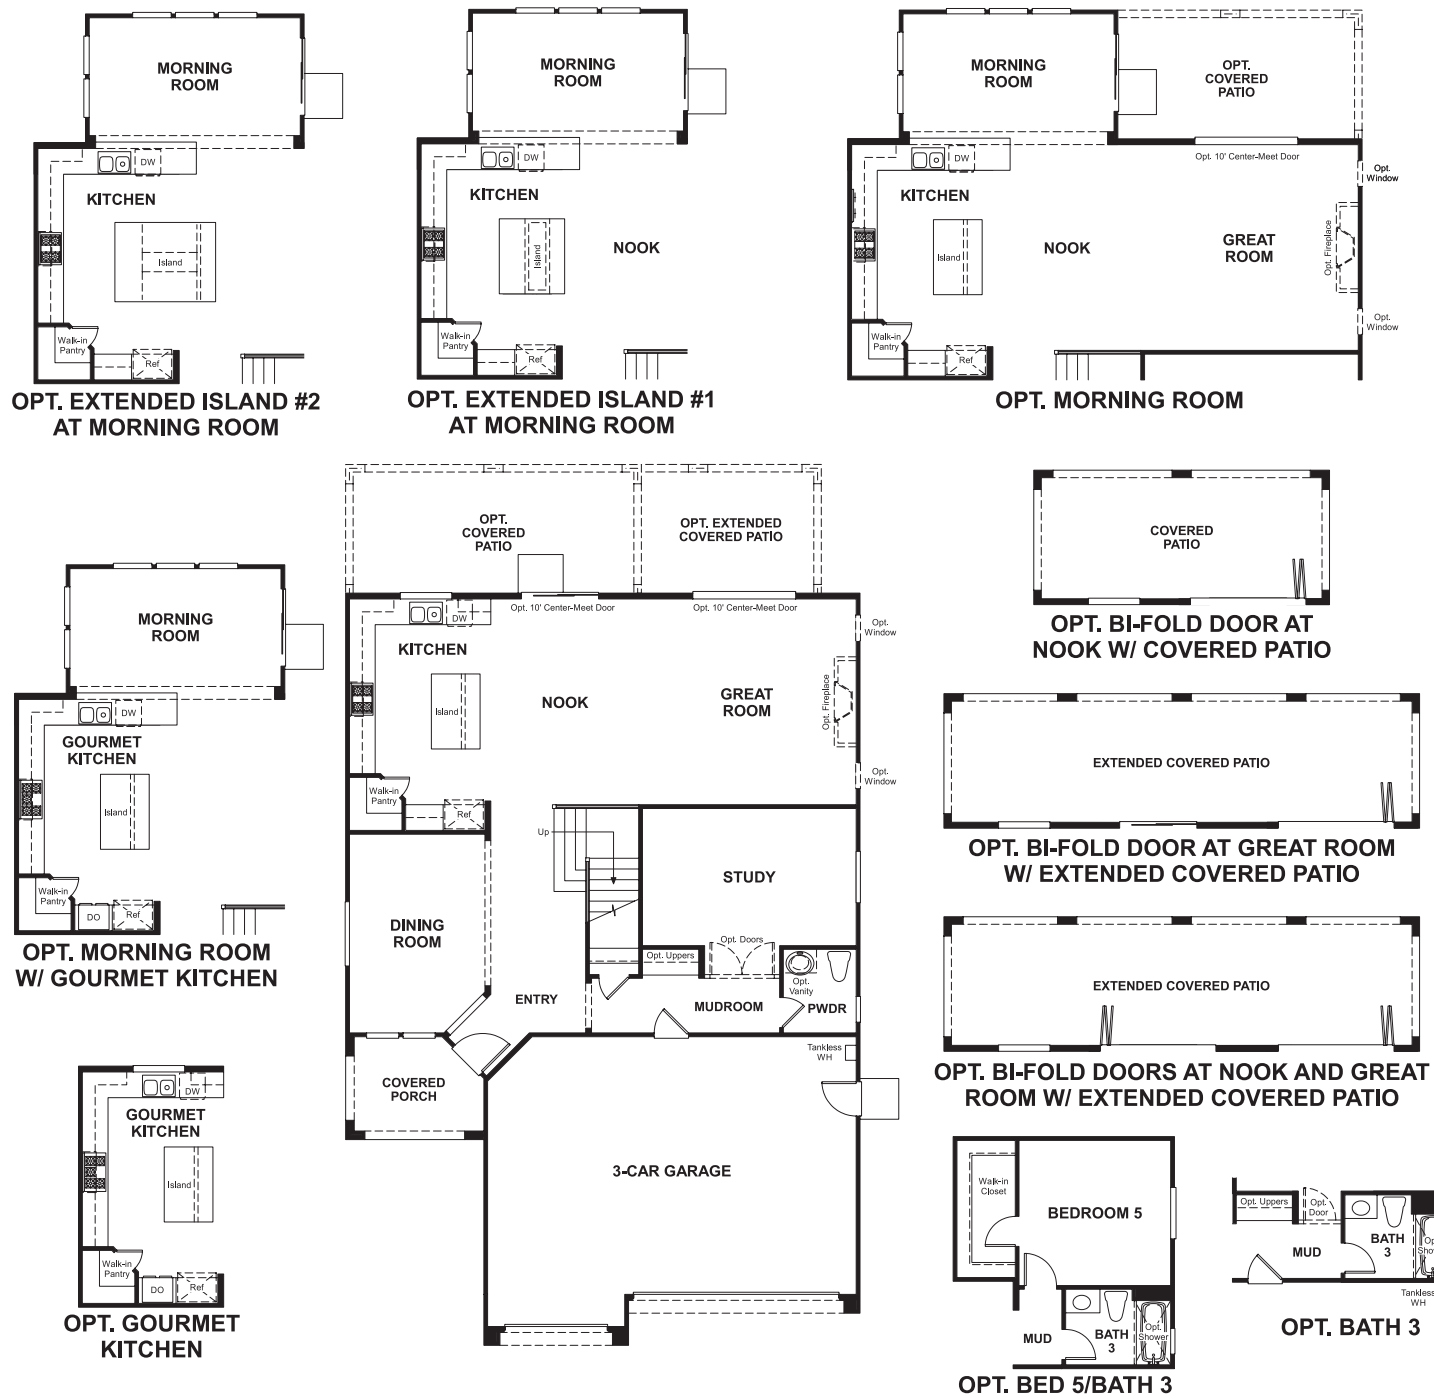 MORNING
ROOM
DW
KITCHEN
Island
Walk-in
Pantry
Ref
OPT. EXTENDED ISLAND #2
AT MORNING ROOM
MORNING
ROOM
DW
KITCHEN
Island
NOOK
Walk-in
Pantry
Ref
OPT. EXTENDED ISLAND #1
AT MORNING ROOM
MORNING
ROOM
OPT.
COVERED
PATIO
DW
Opt. 10' Center-Meet Door
Opt.
Window
KITCHEN
Island
NOOK
GREAT
ROOM
Opt. Fireplace
Opt.
Window
Walk-in
Pantry
Ref
OPT. MORNING ROOM
MORNING
ROOM
DW
GOURMET
KITCHEN
Island
Walk-in
Pantry
DO
Ref
OPT. MORNING ROOM
W/ GOURMET KITCHEN
DW
GOURMET
KITCHEN
Island
Walk-in
Pantry
DO
Ref
OPT. GOURMET
KITCHEN
OPT.
COVERED
PATIO
OPT. EXTENDED
COVERED PATIO
Opt. 10' Center-Meet Door
Opt. 10' Center-Meet Door
DW
Opt.
Window
KITCHEN
Island
NOOK
GREAT
ROOM
Opt. Fireplace
Opt.
Window
Walk-in
Pantry
Ref
Up
STUDY
DINING
ROOM
Opt. Doors
Opt. Uppers
Opt.
Vanity
ENTRY
MUDROOM
PWDR
Tankless
WH
COVERED
PORCH
3-CAR GARAGE
COVERED
PATIO
OPT. BI-FOLD DOOR AT
NOOK W/ COVERED PATIO
EXTENDED COVERED PATIO
OPT. BI-FOLD DOOR AT GREAT ROOM
W/ EXTENDED COVERED PATIO
EXTENDED COVERED PATIO
OPT. BI-FOLD DOORS AT NOOK AND GREAT
ROOM W/ EXTENDED COVERED PATIO
Walk-in
Closet
BEDROOM 5
MUD
BATH
3
Opt.
Shower
OPT. BED 5/BATH 3
Opt. Uppers
Opt.
Door
MUD
BATH
3
Tankless
WH
OPT. BATH 3